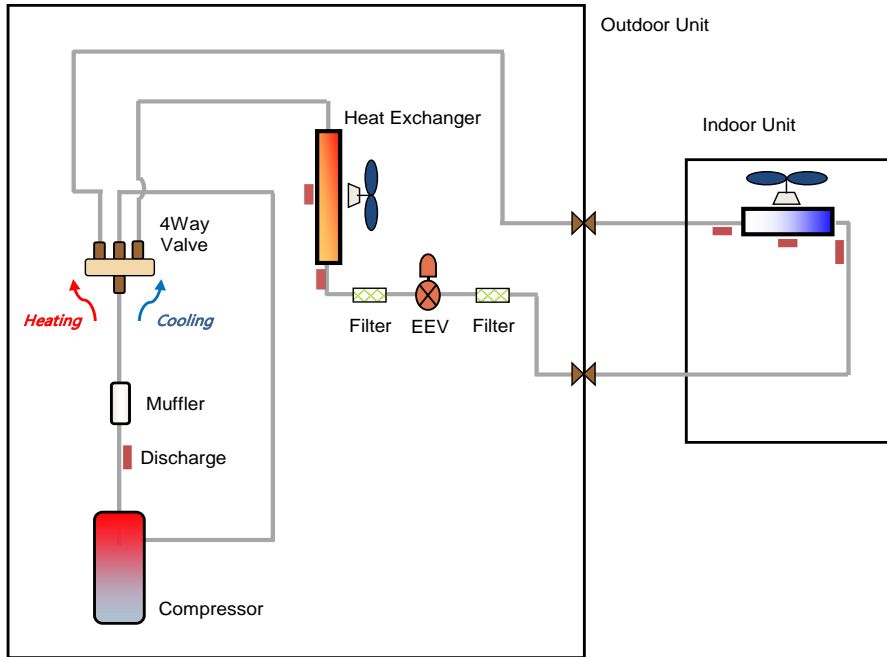 Outdoor Unit
Heat Exchanger
Indoor Unit
4Way
Valve
Heating
Cooling
Filter
EEV
Filter
Muffler
Discharge
Compressor